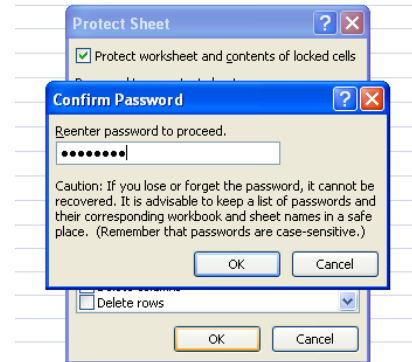 Protect Sheet
Protect worksheet and contents of locked cells
Confirm Password
Reenter password to proceed.
Caution: If you lose or forget the password, it cannot be
recovered. It is advisable to keep a list of passwords and
their corresponding workbook and sheet names in a safe
place. (Remember that passwords are case-sensitive.)
OK Cancel
Delete rows
OK Cancel